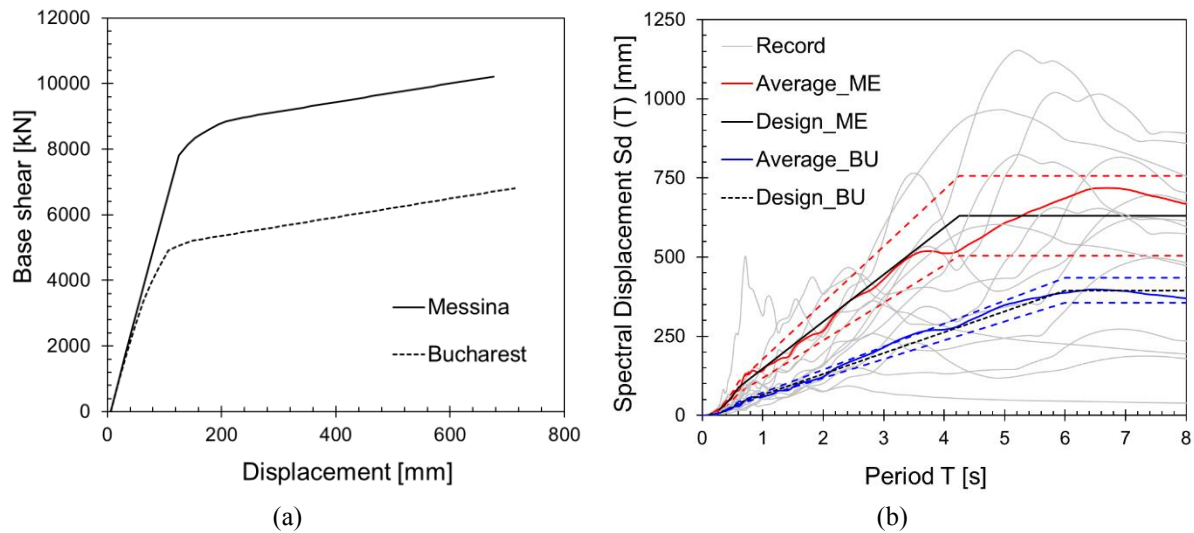 12000
10000
8000
6000
4000
2000
0
0
200
400
600
800
Base shear [kN]
Displacement [mm]
Messina
Bucharest
(a)
1250
1000
750
500
250
0
0
1
2
3
4
5
6
7
8
Spectral Displacement Sd (T) [mm]
Period T [s]
Record
Average_ME
Design_ME
Average_BU
Design_BU
(b)